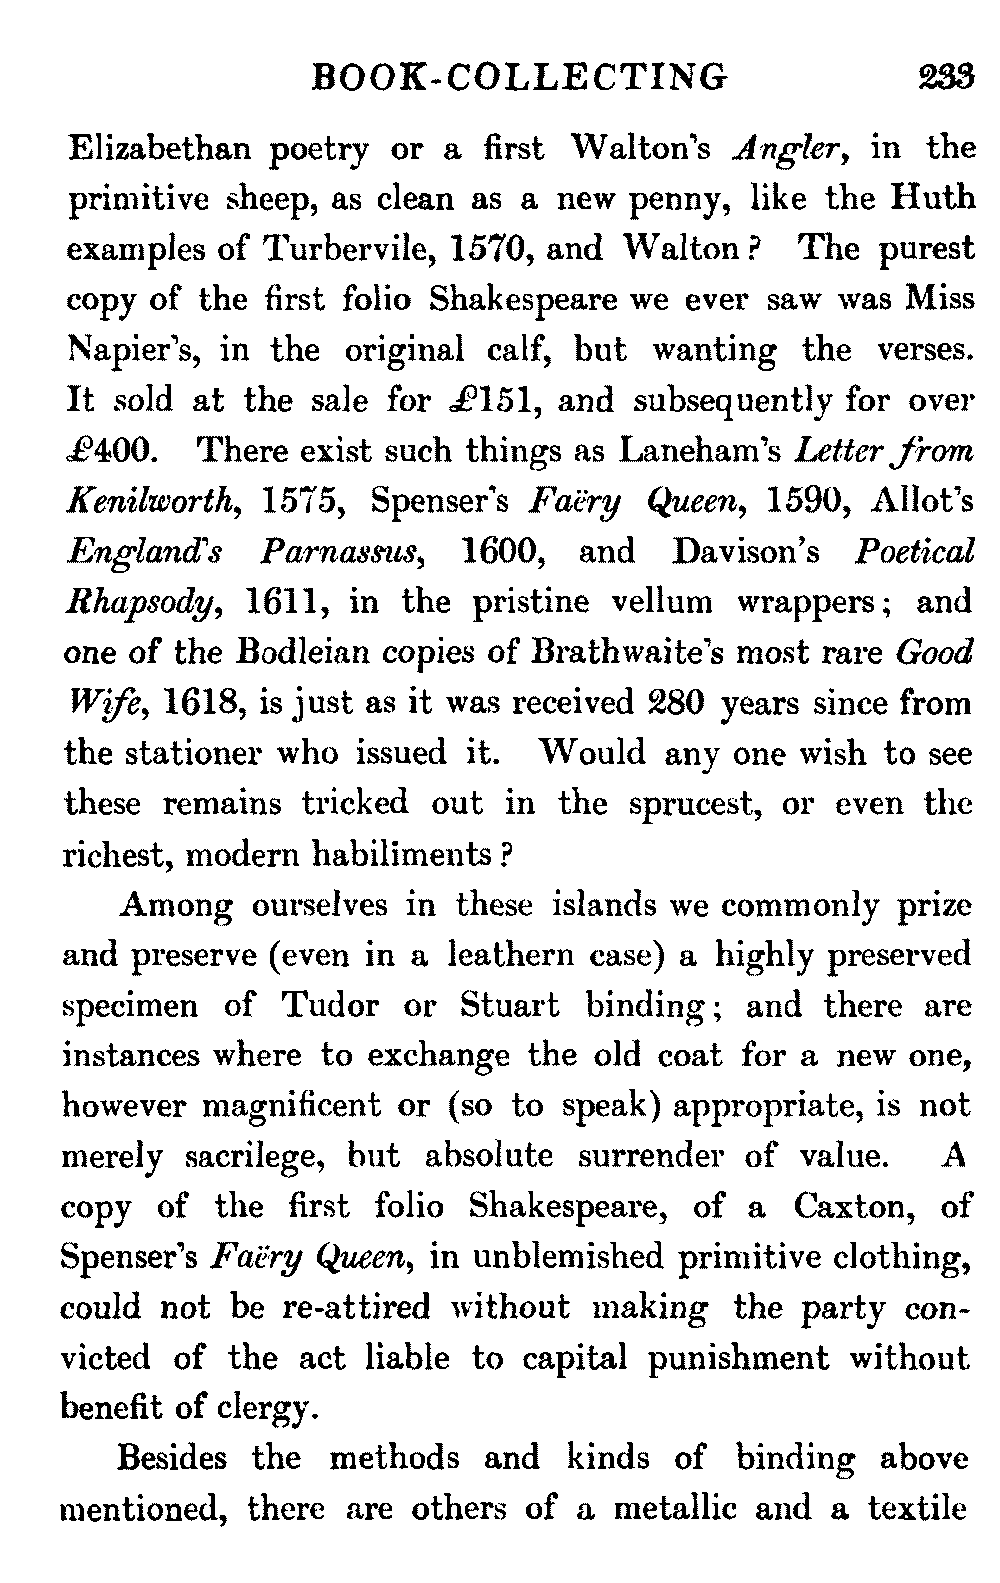 BOOK-COLLECTING 233
Elizabethan poetry or a first Walton's Angler, in the
primitive sheep, as clean as a new penny, like the Huth
examples of Turbervile, 1570, and Walton? The purest
copy of the first folio Shakespeare we ever saw was Miss
Napier's, in the original calf, but wanting the verses.
It sold at the sale for £151, and subsequently for over
£400. There exist such things as Laneham's Letter from
Kenilworth, 1575, Spenser's Faëry Queen, 1590, Allot's
England's Parnassus, 1600, and Davison's Poetical
Rhapsody, 1611, in the pristine vellum wrappers; and
one of the Bodleian copies of Brathwaite's most rare Good
Wife, 1618, is just as it was received 280 years since from
the stationer who issued it. Would any one wish to see
these remains tricked out in the sprucest, or even the
richest, modern habiliments?
Among ourselves in these islands we commonly prize
and preserve (even in a leathern case) a highly preserved
specimen of Tudor or Stuart binding; and there are
instances where to exchange the old coat for a new one,
however magnificent or (so to speak) appropriate, is not
merely sacrilege, but absolute surrender of value. A
copy of the first folio Shakespeare, of a Caxton, of
Spenser's Faëry Queen, in unblemished primitive clothing,
could not be re-attired without making the party con-
victed of the act liable to capital punishment without
benefit of clergy.
Besides the methods and kinds of binding above
mentioned, there are others of a metallic and a textile